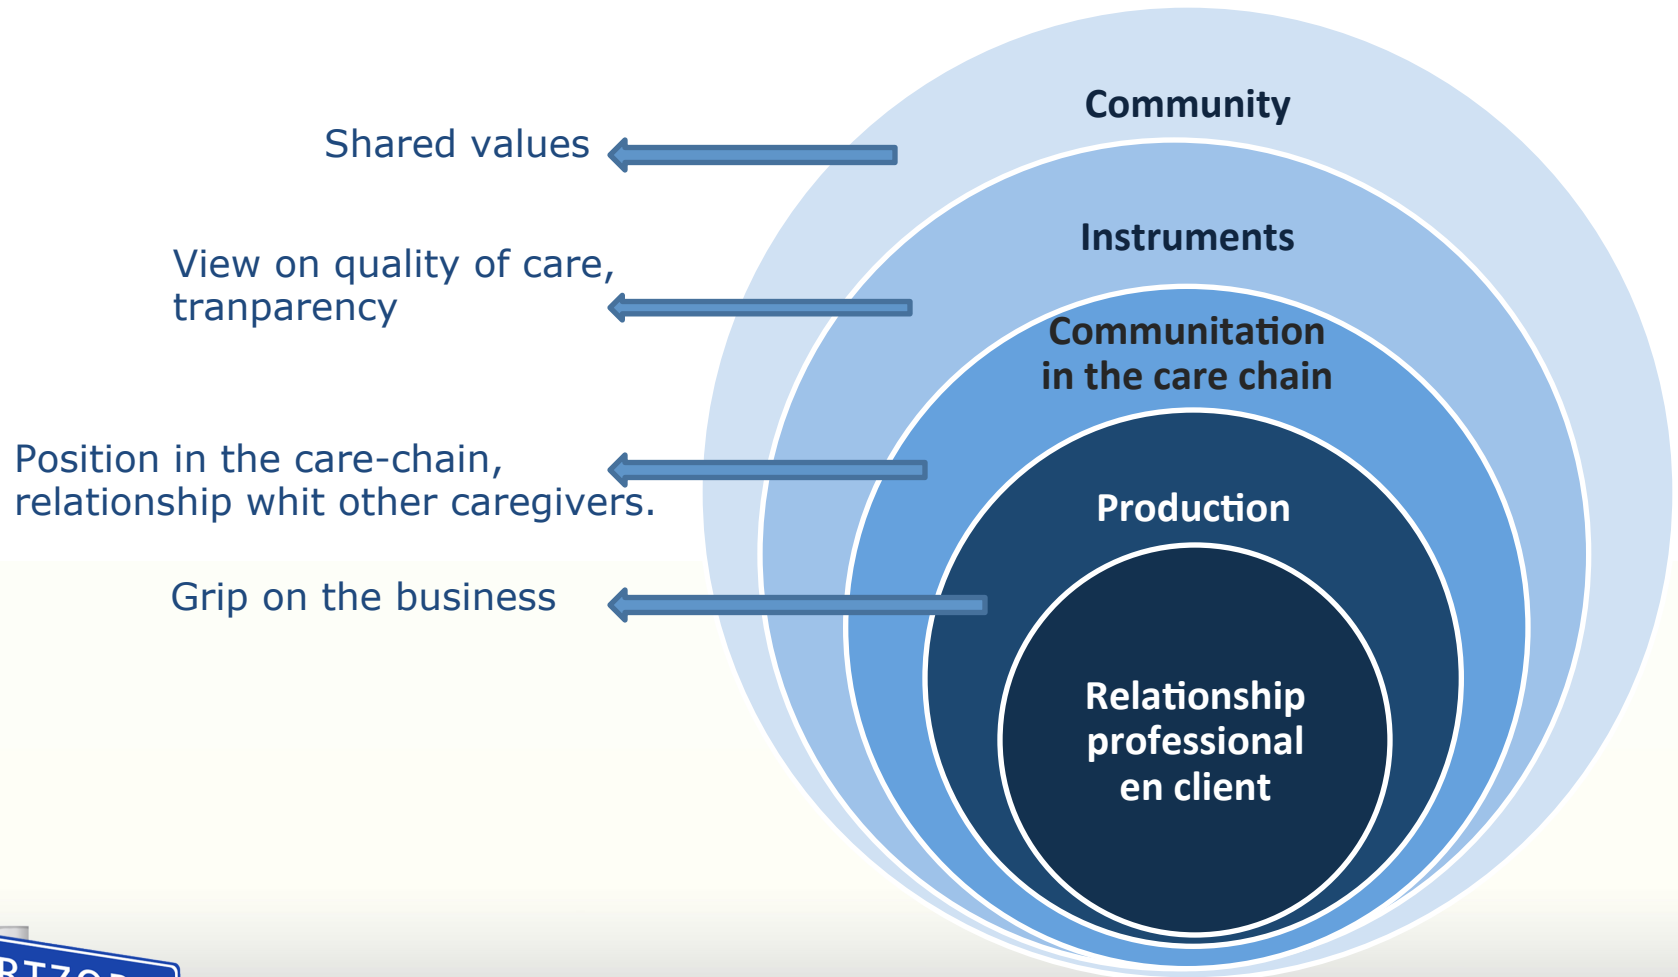 Community
Shared values
Instruments
View on quality of care,
tranparency
Communitation
in the care chain
Position in the care-chain,
relationship whit other caregivers.
Production
Grip on the business
Relationship
professional
en client